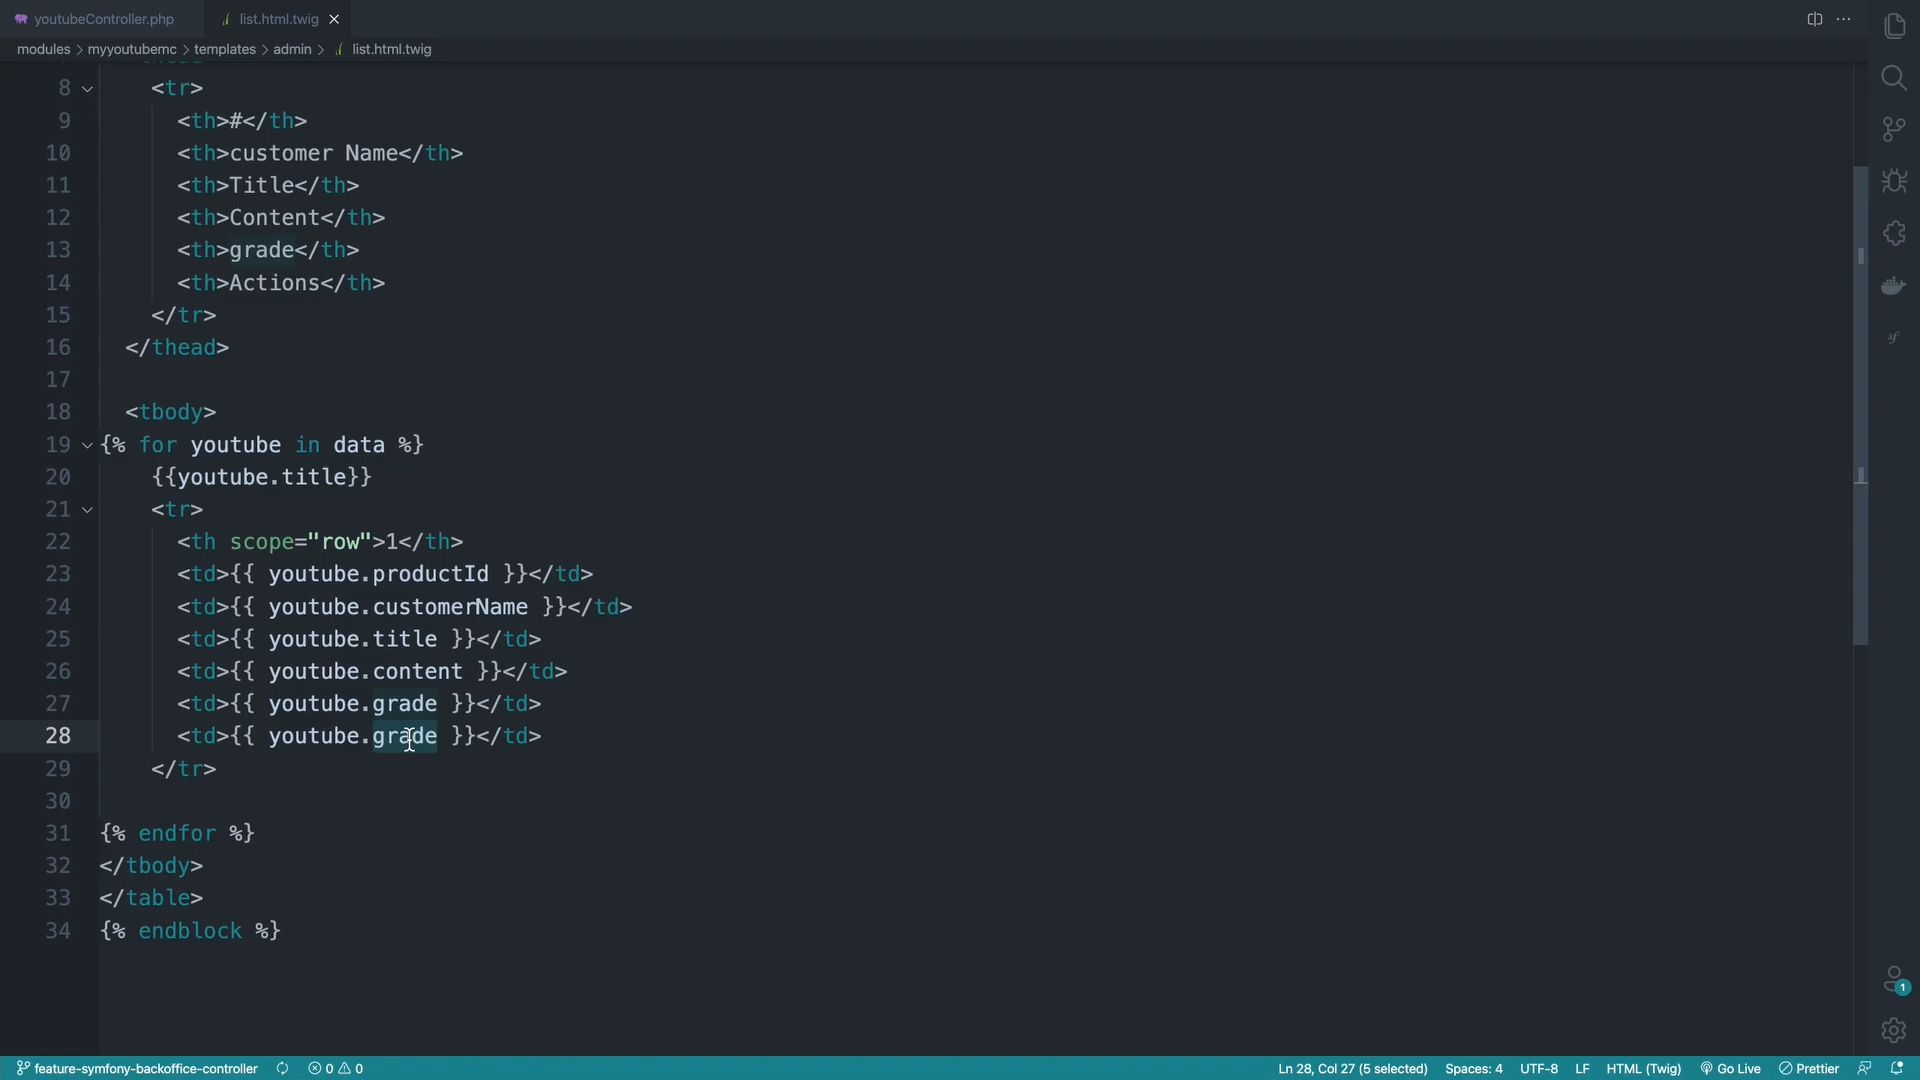 youtubeController.php
list.html.twig
modules > myyoutubemc > templates > admin > list.html.twig
8 <tr>
9 <th>#</th>
10 <th>customer Name</th>
11 <th>Title</th>
12 <th>Content</th>
13 <th>grade</th>
14 <th>Actions</th>
15 </tr>
16 </thead>
17
18 <tbody>
19 {% for youtube in data %}
20 {{youtube.title}}
21 <tr>
22 <th scope="row">1</th>
23 <td>{{ youtube.productId }}</td>
24 <td>{{ youtube.customerName }}</td>
25 <td>{{ youtube.title }}</td>
26 <td>{{ youtube.content }}</td>
27 <td>{{ youtube.grade }}</td>
28 <td>{{ youtube.grade }}</td>
29 </tr>
30
31 {% endfor %}
32 </tbody>
33 </table>
34 {% endblock %}
sf
1
feature-symfony-backoffice-controller 0 0 Ln 28, Col 27 (5 selected) Spaces: 4 UTF-8 LF HTML (Twig) Go Live Prettier